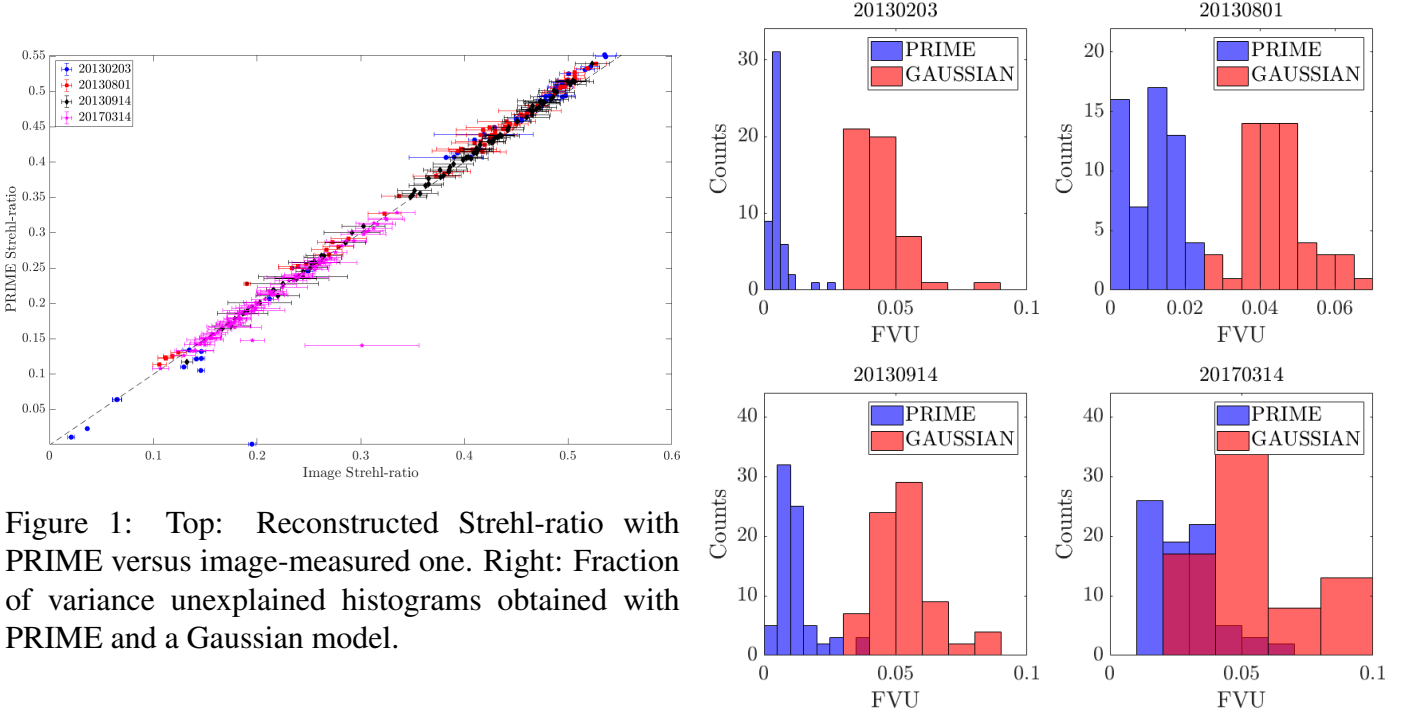 0.55
0.5
0.45
0.4
0.35
0.3
0.25
0.2
0.15
0.1
0.05
PRIME Strehl-ratio
20130203
20130801
20130914
20170314
0
0.1
0.2
0.3
0.4
0.5
0.6
Image Strehl-ratio
Figure 1: Top: Reconstructed Strehl-ratio with
PRIME versus image-measured one. Right: Fraction
of variance unexplained histograms obtained with
PRIME and a Gaussian model.
20130203
PRIME
GAUSSIAN
30
20
10
0
Counts
0
0.05
0.1
FVU
20130801
PRIME
GAUSSIAN
20
15
10
5
0
Counts
0
0.02
0.04
0.06
FVU
20130914
PRIME
GAUSSIAN
40
30
20
10
0
Counts
0
0.05
0.1
FVU
20170314
PRIME
GAUSSIAN
40
30
20
10
0
Counts
0
0.05
0.1
FVU